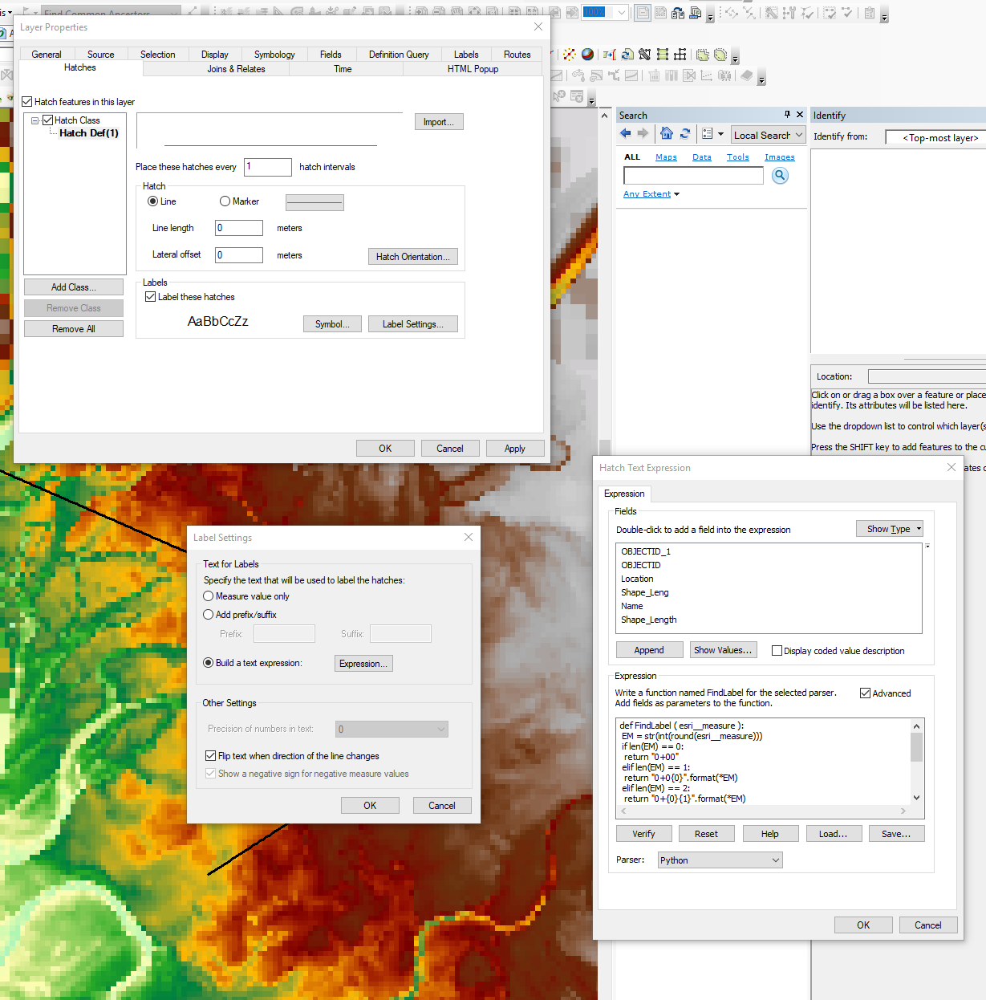 Find Common Ancestors
100%
Layer Properties
General
Source
Selection
Display
Symbology
Fields
Definition Query
Labels
Routes
Hatches
Joins & Relates
Time
HTML Popup
Hatch features in this layer
Hatch Class
Hatch Def(1)
Import...
Place these hatches every 1 hatch intervals
Hatch
Line
Marker
Line length 0 meters
Lateral offset 0 meters
Hatch Orientation...
Add Class...
Remove Class
Remove All
Labels
Label these hatches
AaBbCcZz
Symbol...
Label Settings...
OK
Cancel
Apply
Search
Local Search
ALL
Maps
Data
Tools
Images
Any Extent
Identify
Identify from:
<Top-most layer>
Location:
Click on or drag a box over a feature or place
identify. Its attributes will be listed here.
Use the dropdown list to control which layer(s
Press the SHIFT key to add features to the cu
ates
Label Settings
Text for Labels
Specify the text that will be used to label the hatches:
Measure value only
Add prefix/suffix
Prefix:
Suffix:
Build a text expression:
Expression...
Other Settings
Precision of numbers in text: 0
Flip text when direction of the line changes
Show a negative sign for negative measure values
OK
Cancel
Hatch Text Expression
Expression
Fields
Double-click to add a field into the expression
Show Type
OBJECTID_1
OBJECTID
Location
Shape_Leng
Name
Shape_Length
Append
Show Values...
Display coded value description
Expression
Write a function named FindLabel for the selected parser.
Add fields as parameters to the function.
Advanced
def FindLabel ( esri__measure ):
EM = str(int(round(esri__measure)))
if len(EM) == 0:
return "0+00"
elif len(EM) == 1:
return "0+0{0}".format(*EM)
elif len(EM) == 2:
return "0+{0}{1}".format(*EM)
Verify
Reset
Help
Load...
Save...
Parser:
Python
OK
Cancel